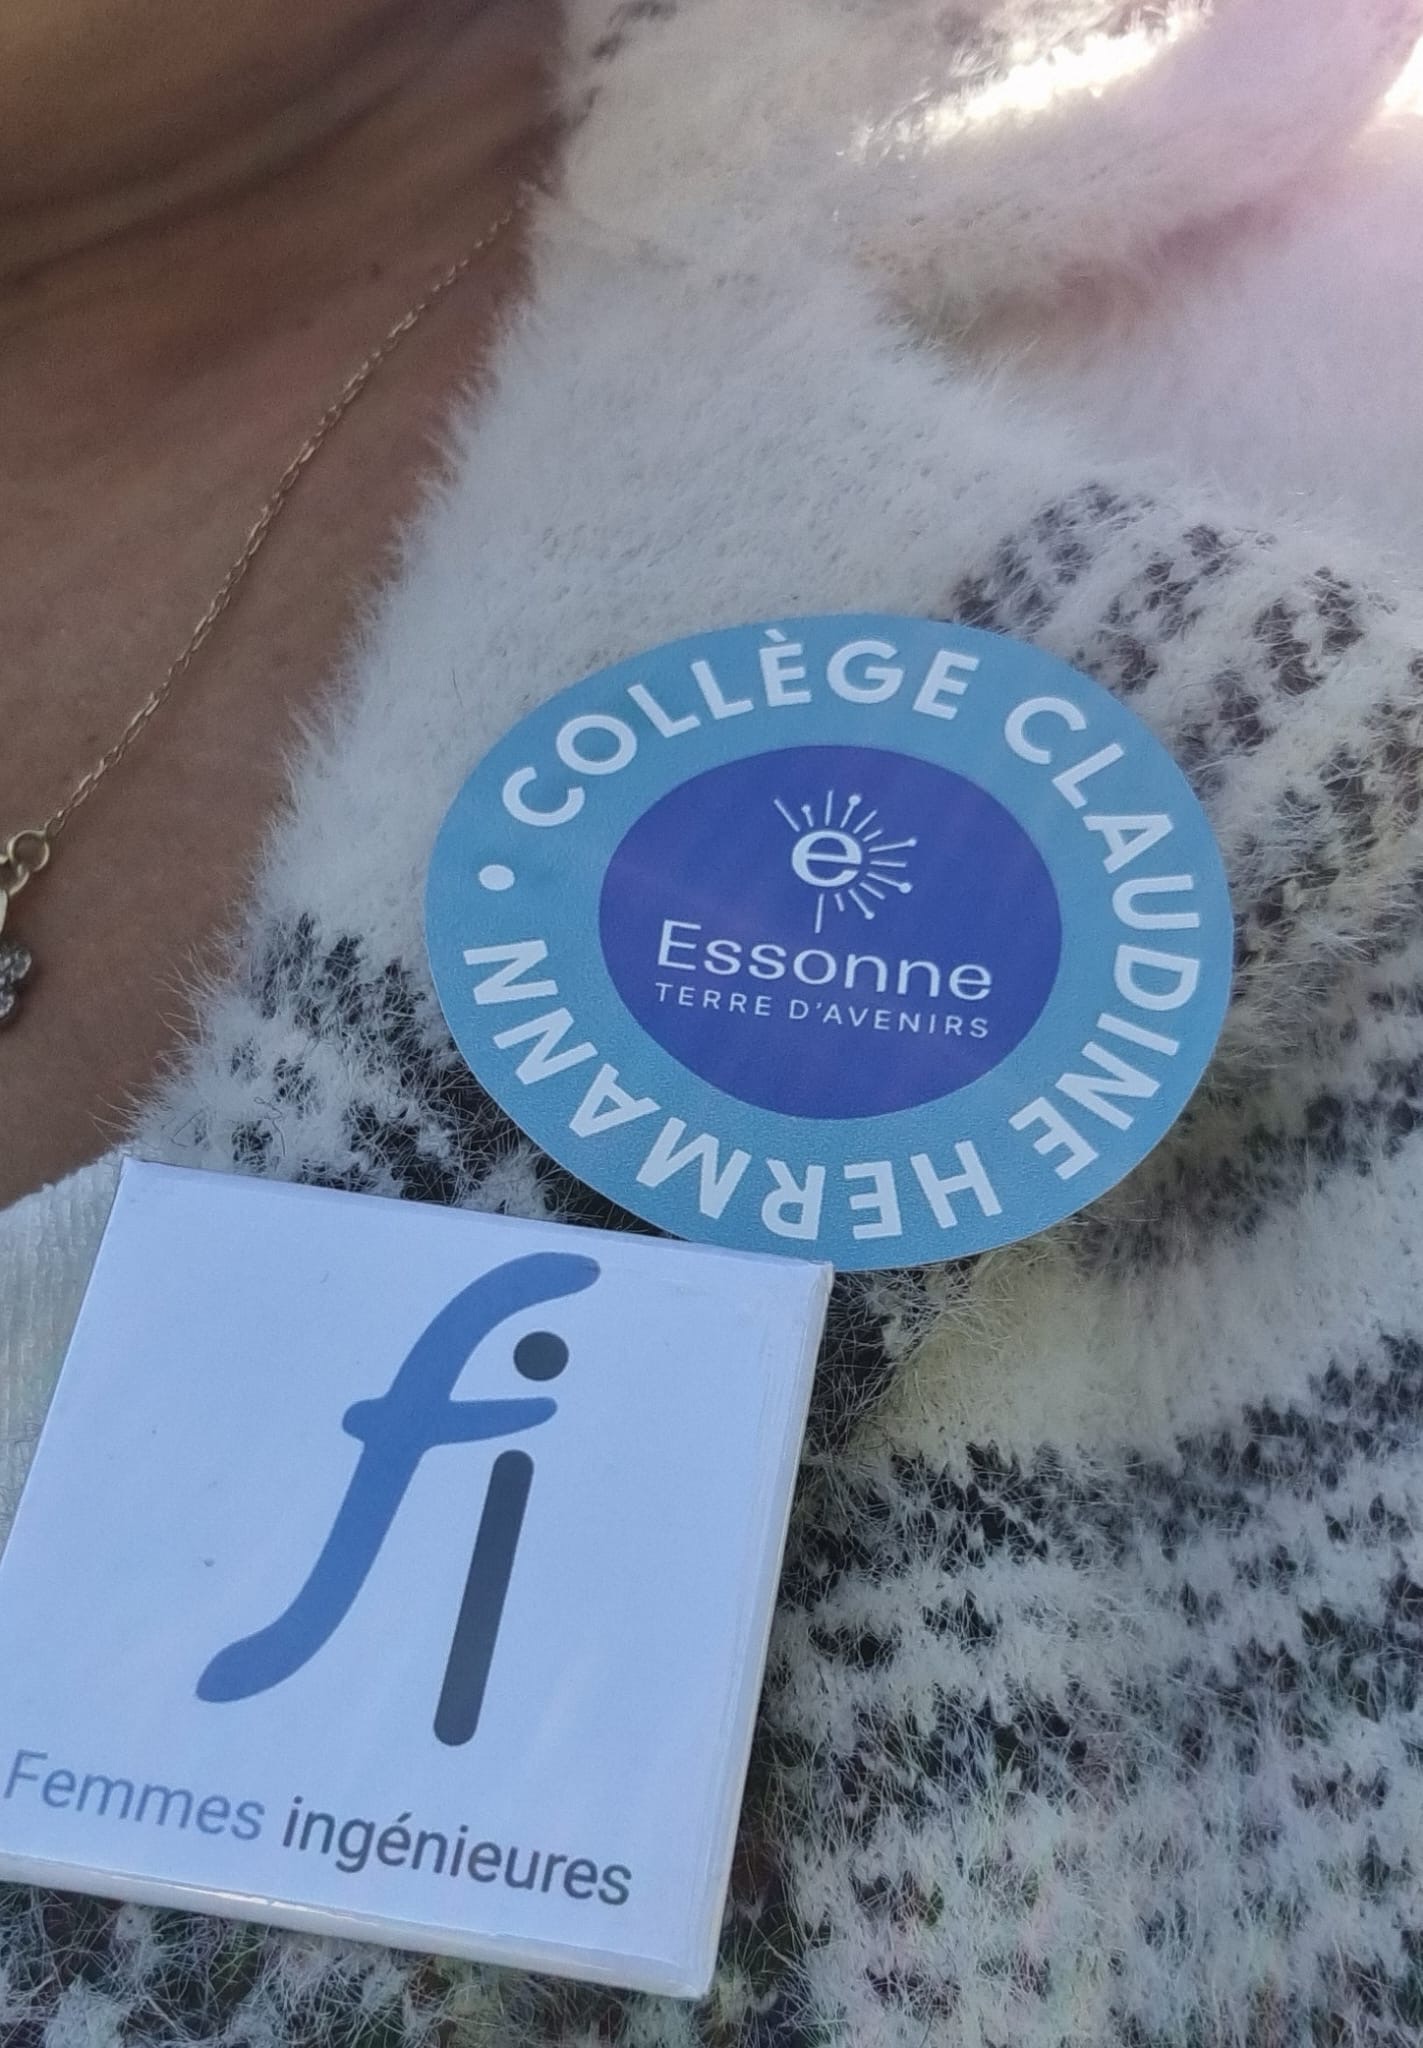 COLLÈGE CLAUDINE HERMANN •
e
Essonne
TERRE D'AVENIRS
fi
Femmes ingénieures